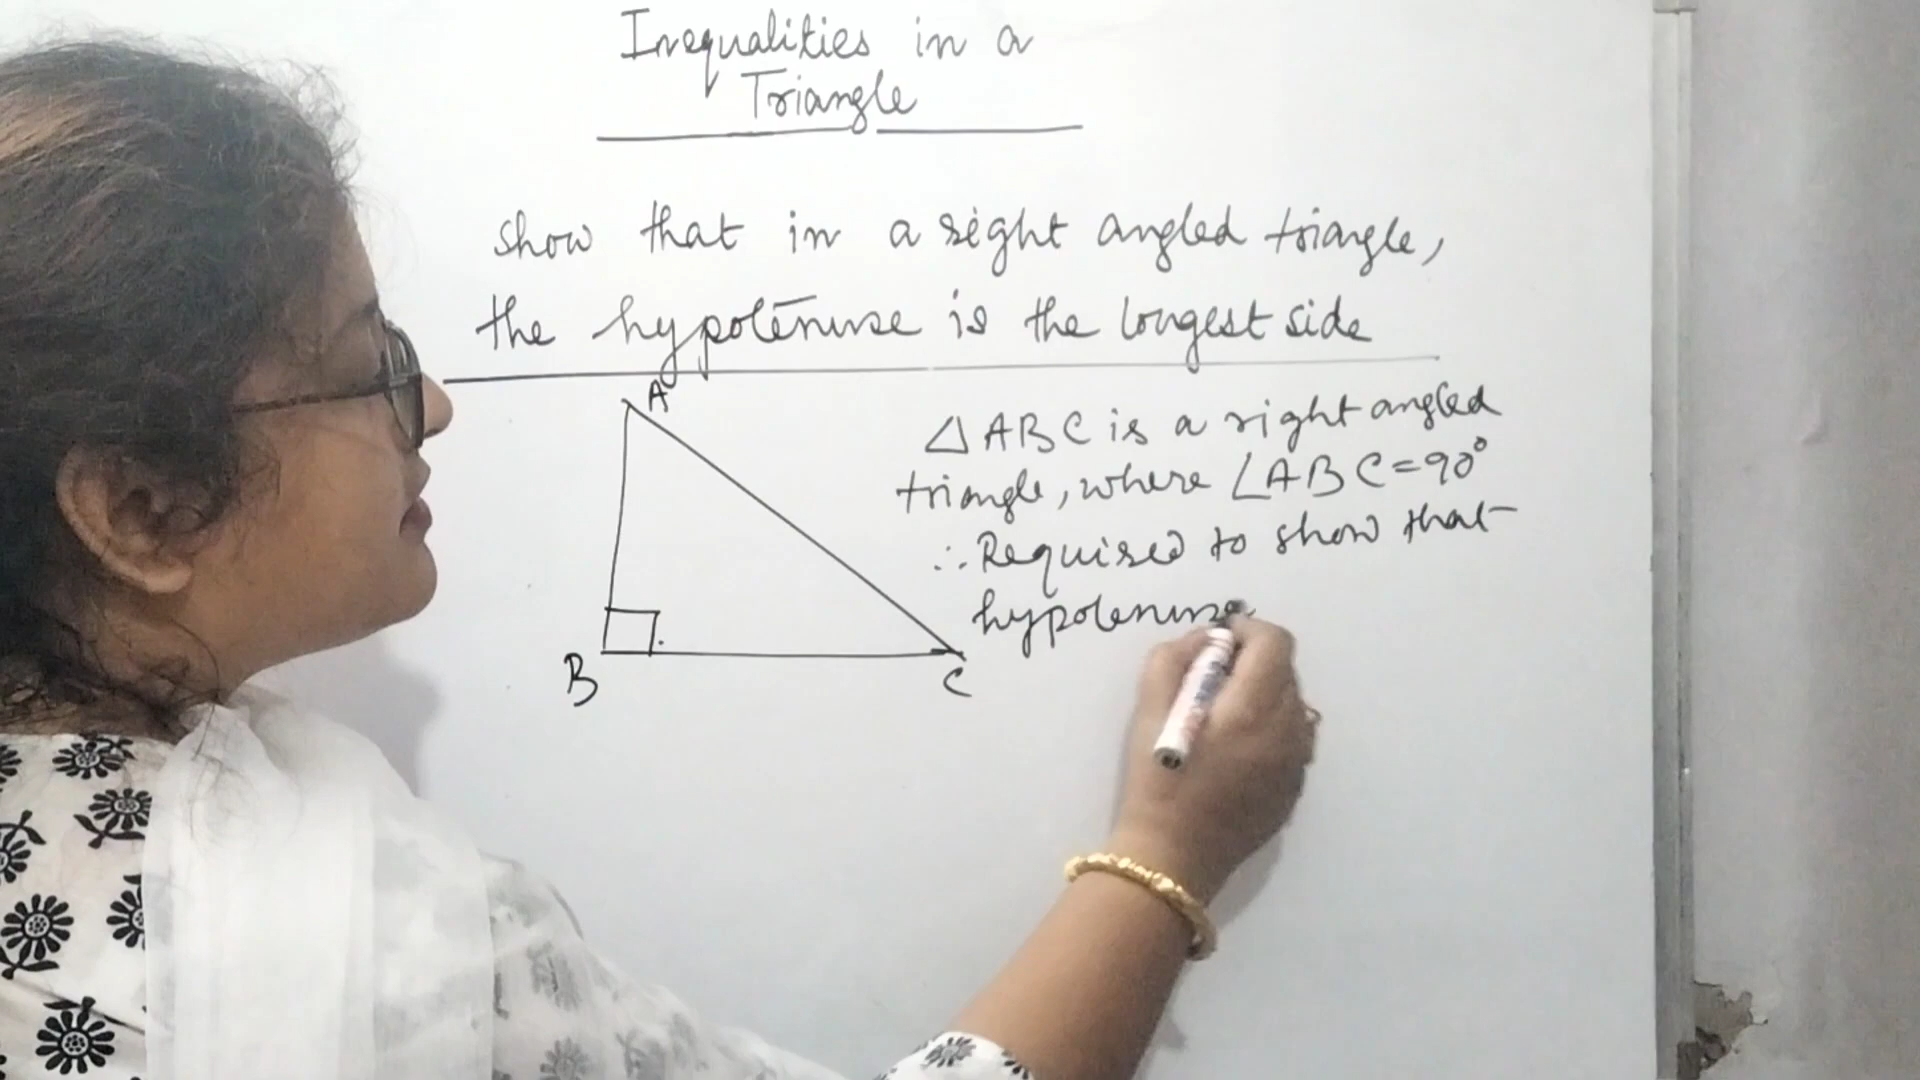 Inequalities in a
Triangle
show that in a right angled triangle,
the hypotenuse is the longest side
A
B
C
△ABC is a right angled
triangle, where ∠ABC=90°
∴ Required to show that
hypotenuse